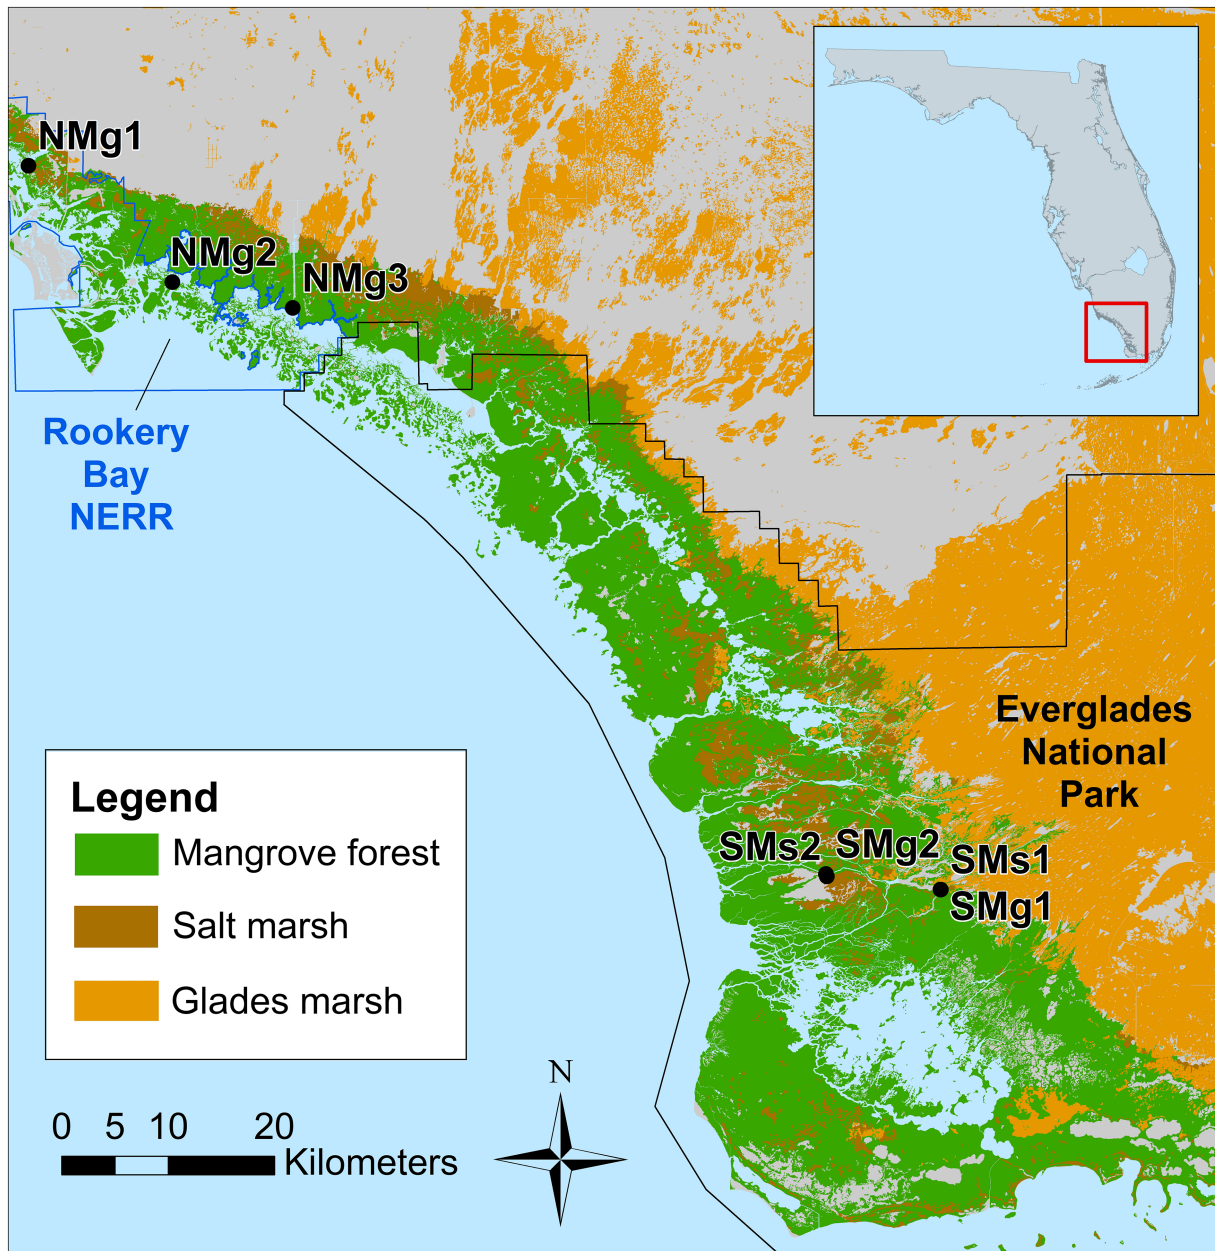 NMg1
NMg2
NMg3
Rookery
Bay
NERR
Everglades
National
Park
SMs2 SMg2 SMs1
SMg1
Legend
Mangrove forest
Salt marsh
Glades marsh
N
0 5 10 20
Kilometers